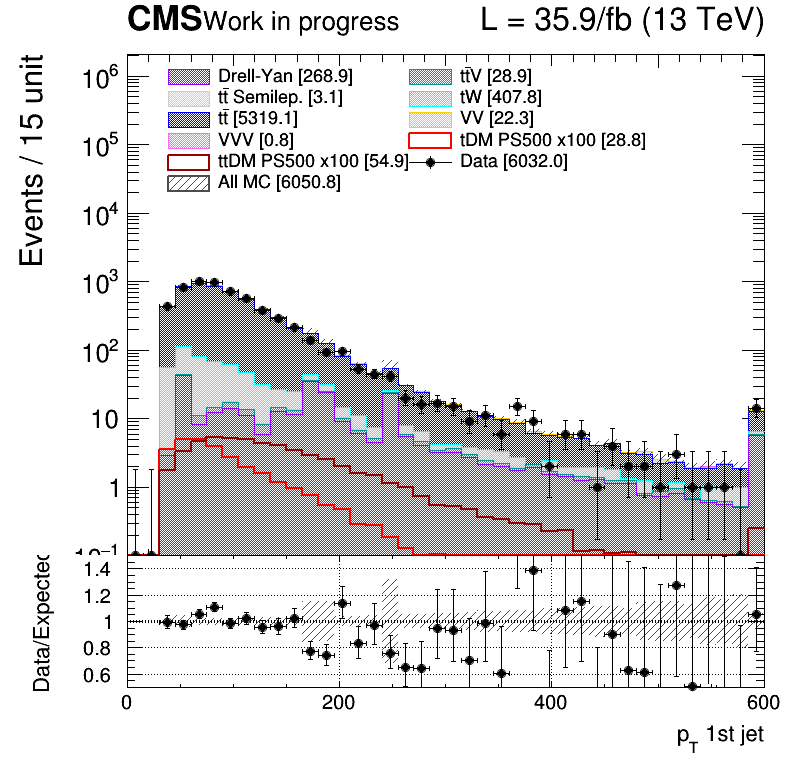 CMS Work in progress L = 35.9/fb (13 TeV)
Drell-Yan [268.9] tt̄V [28.9]
tt̄ Semilep. [3.1] tW [407.8]
tt̄ [5319.1] VV [22.3]
VVV [0.8] tDM PS500 x100 [28.8]
ttDM PS500 x100 [54.9] Data [6032.0]
All MC [6050.8]
Events / 15 unit
10⁶
10⁵
10⁴
10³
10²
10
1
10⁻¹
Data/Expected
1.4
1.2
1
0.8
0.6
0 200 400 600
p_T 1st jet